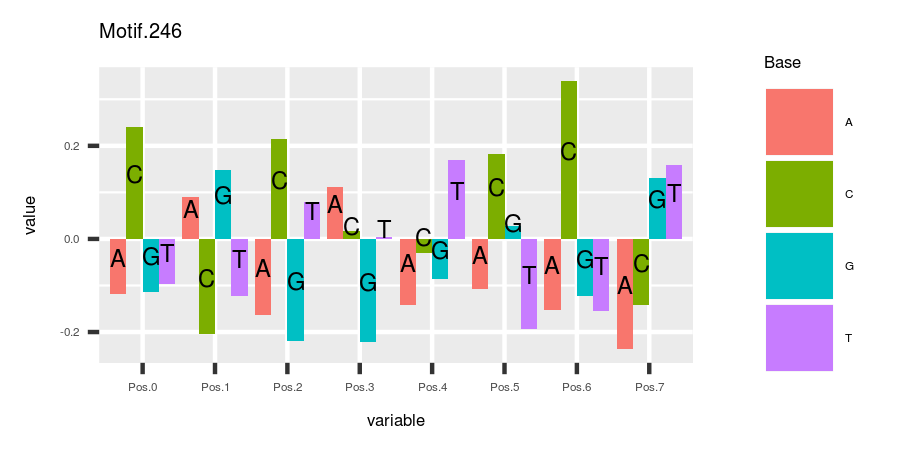 Motif.246
Base
A
C
G
T
value
0.2
0.0
-0.2
A C G T A C G T A C G T A C G T A C G T A C G T A C G T A C G T
Pos.0 Pos.1 Pos.2 Pos.3 Pos.4 Pos.5 Pos.6 Pos.7
variable